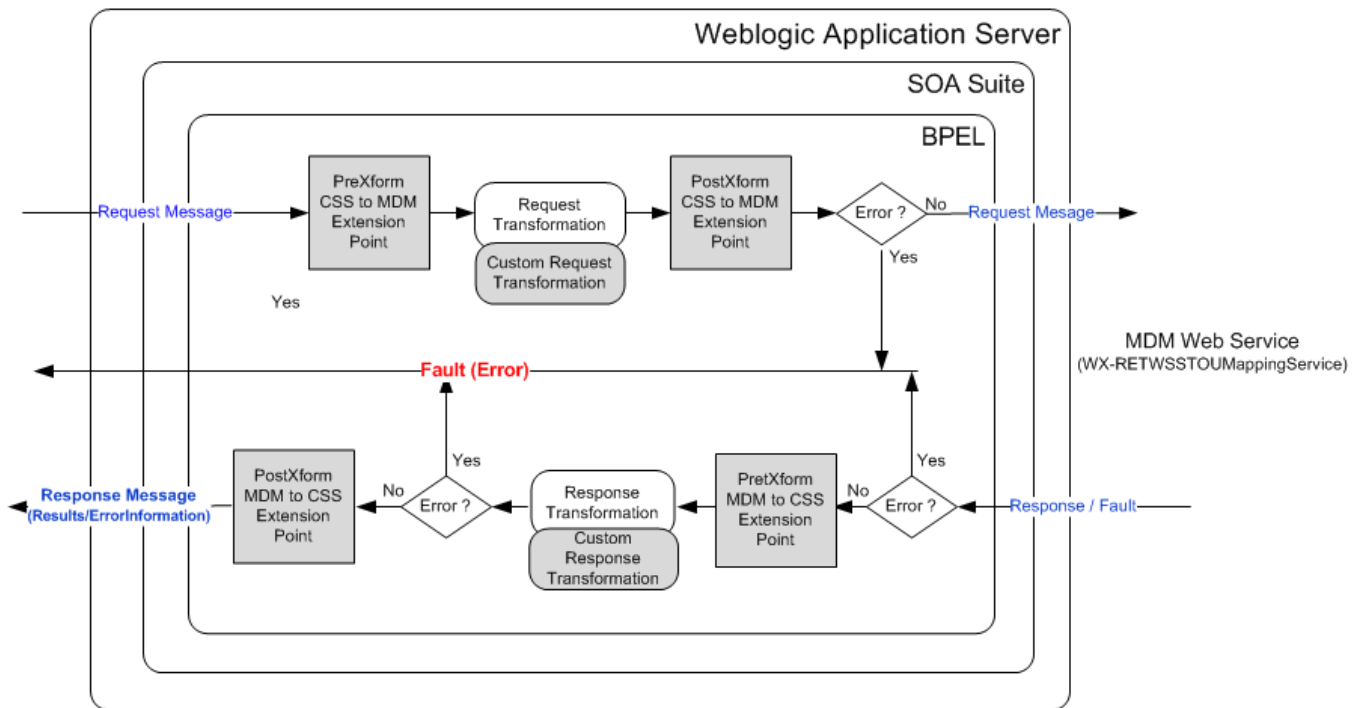 Weblogic Application Server
SOA Suite
BPEL
Request Message
PreXform
CSS to MDM
Extension
Point
Request
Transformation
Custom Request
Transformation
PostXform
CSS to MDM
Extension
Point
Error ?
No
Request Mesage
Yes
Yes
MDM Web Service
(WX-RETWSSTOUMappingService)
Fault (Error)
Response Message
(Results/ErrorInformation)
PostXform
MDM to CSS
Extension
Point
No
Error ?
Yes
Response
Transformation
Custom
Response
Transformation
PretXform
MDM to CSS
Extension
Point
No
Error ?
Yes
Response / Fault